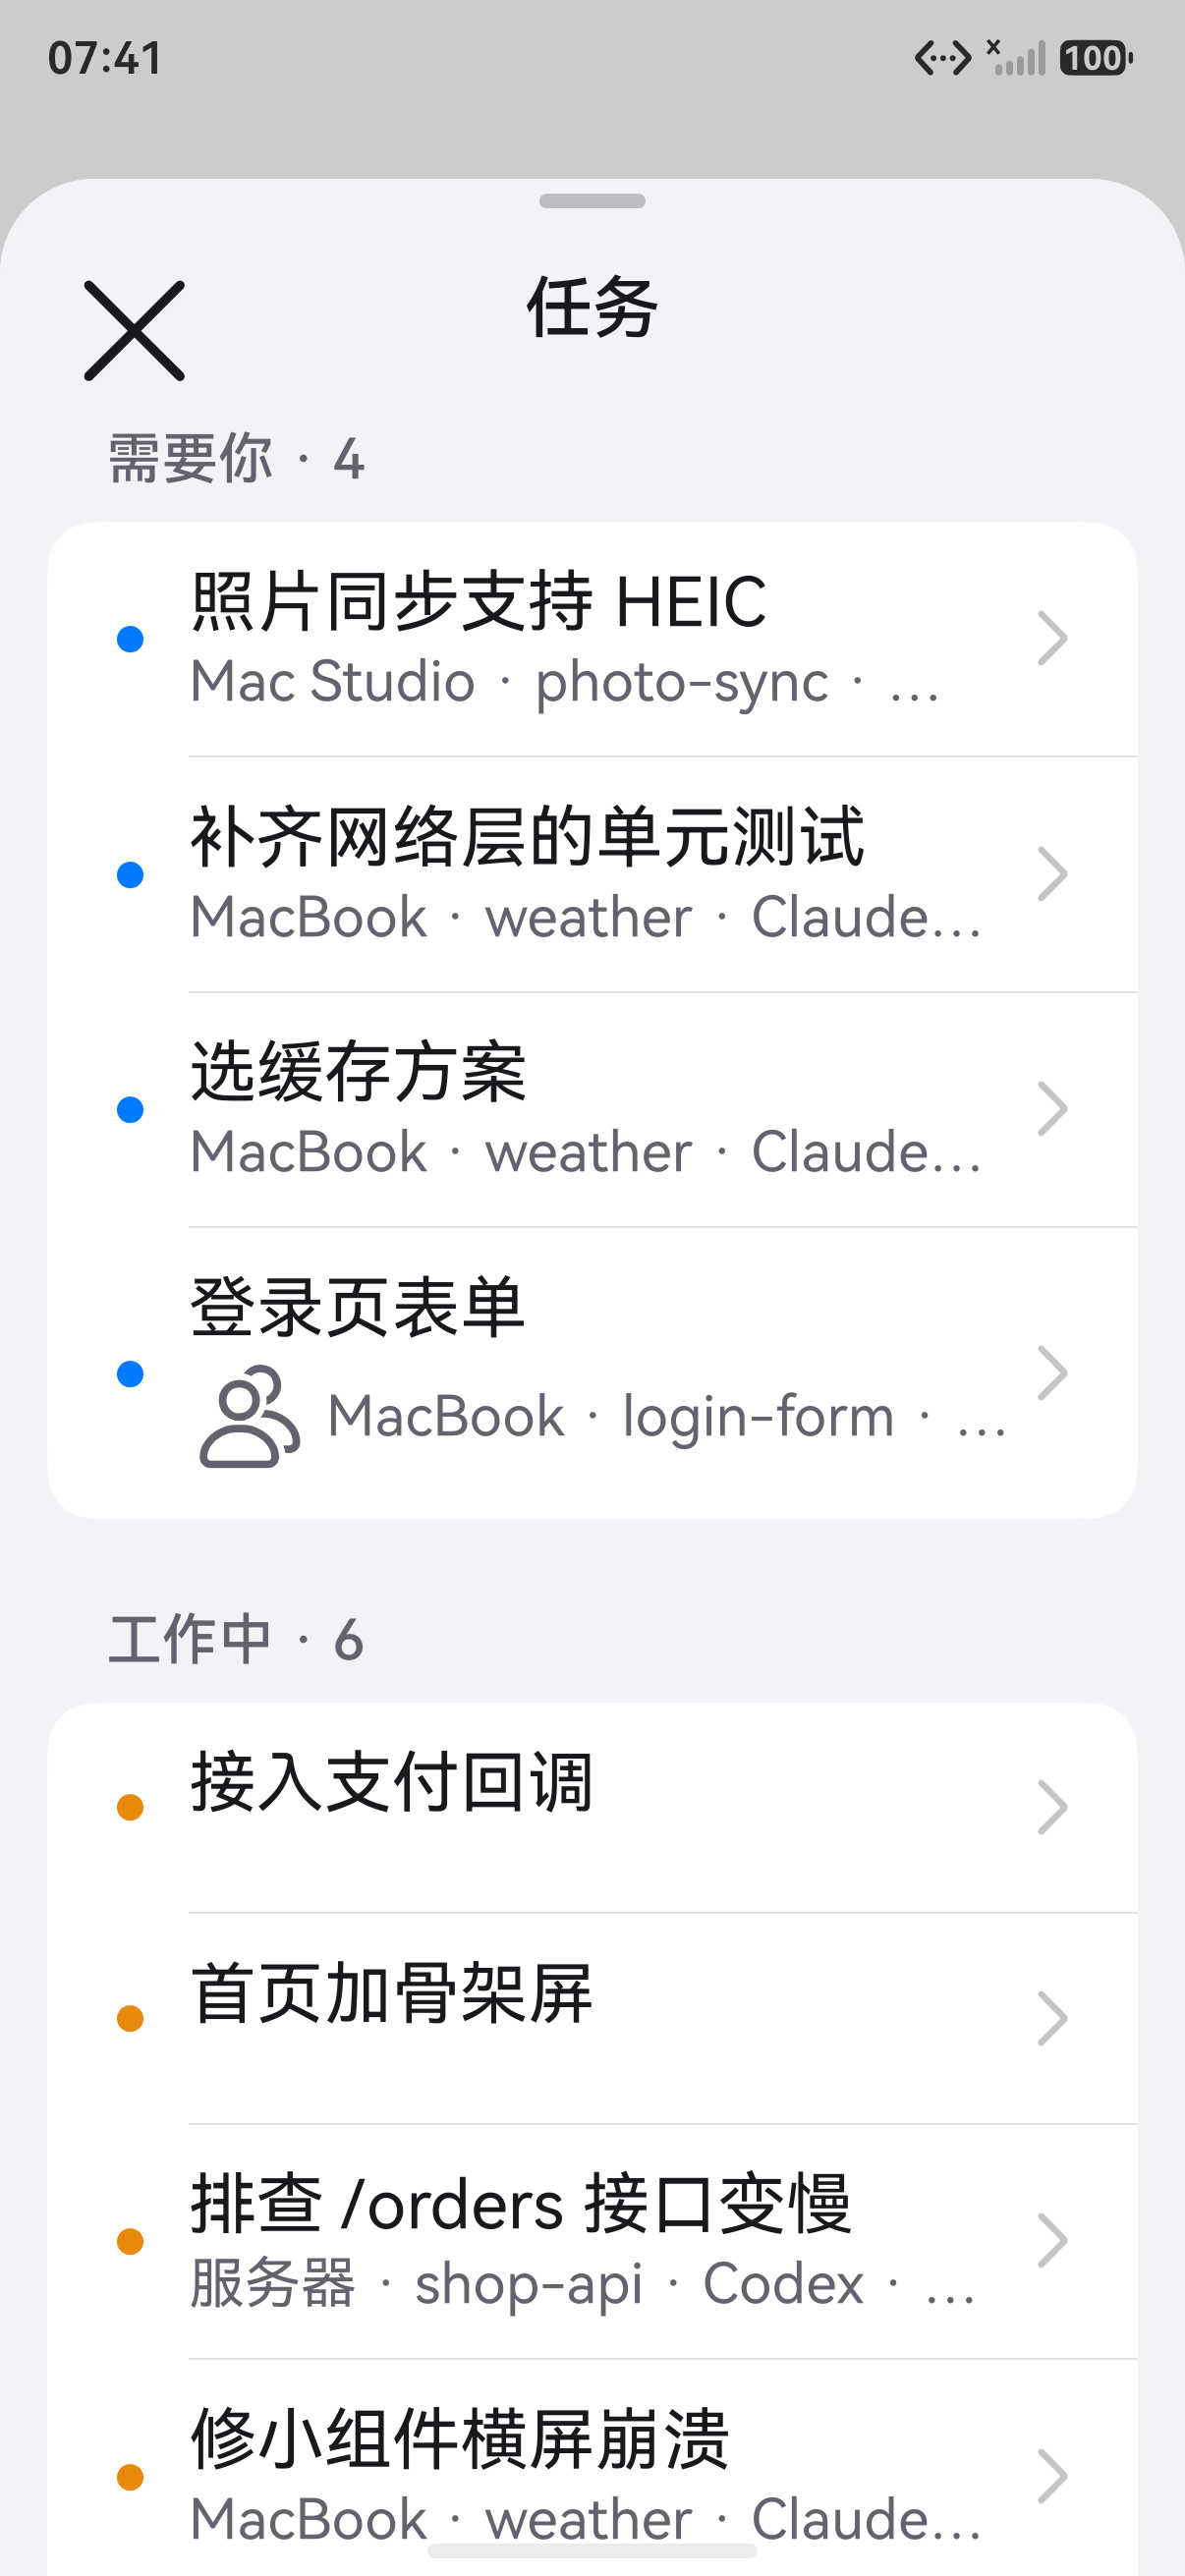 07:41
100
任务
需要你 · 4
照片同步支持 HEIC
Mac Studio · photo-sync · …
补齐网络层的单元测试
MacBook · weather · Claude…
选缓存方案
MacBook · weather · Claude…
登录页表单
MacBook · login-form · …
工作中 · 6
接入支付回调
首页加骨架屏
排查 /orders 接口变慢
服务器 · shop-api · Codex · …
修小组件横屏崩溃
MacBook · weather · Claude…